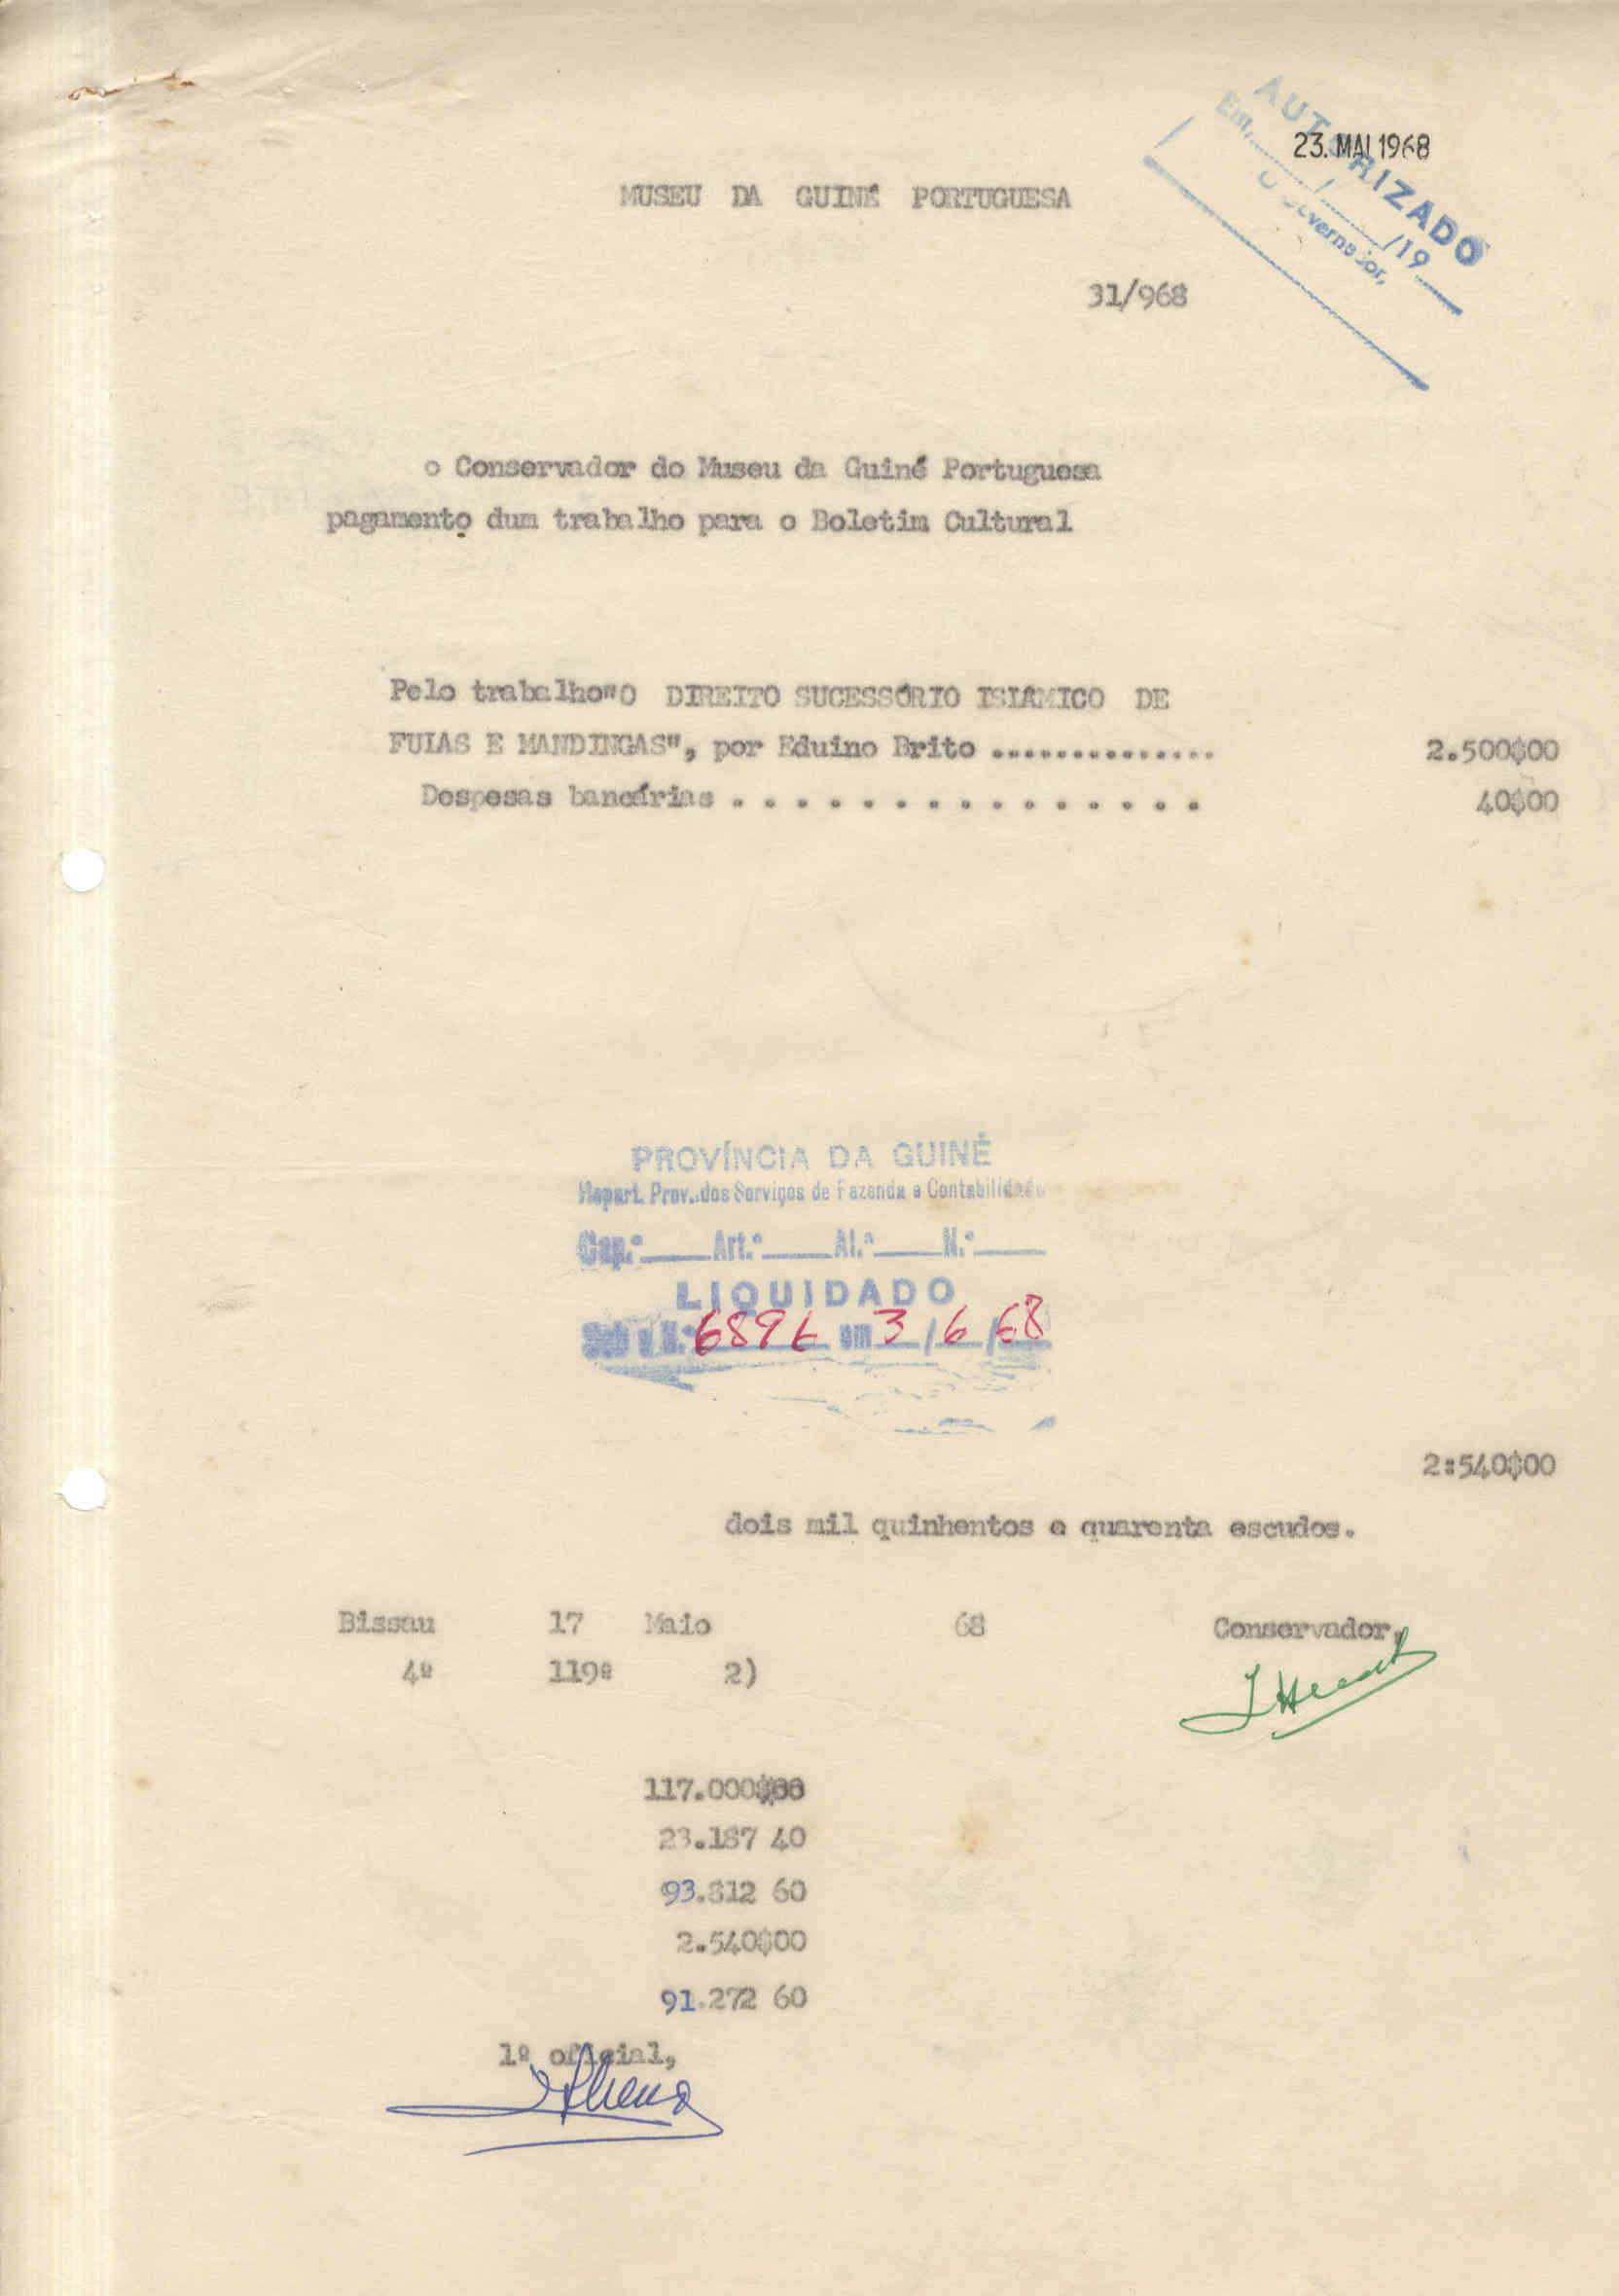 AUTORIZADO
Em
23. MAI 1968
/ /19
O Governador,
MUSEU DA GUINÉ PORTUGUESA
31/968
o Conservador do Museu da Guiné Portuguesa
pagamento dum trabalho para o Boletim Cultural
Pelo trabalho"O DIREITO SUCESSÓRIO ISLÂMICO DE
FULAS E MANDINGAS", por Eduino Brito .............. 2.500$00
Despesas bancárias . . . . . . . . . . . . . . . 40$00
PROVÍNCIA DA GUINÉ
Repart. Prov. dos Serviços de Fazenda e Contabilidade
Cap.º Art.º Al.ª N.º
LIQUIDADO
6896 em 3/6/68
2:540$00
dois mil quinhentos e quarenta escudos.
Bissau 17 Maio 68 Conservador,
4º 119º 2)
117.000$00
23.187 40
93.812 60
2.540$00
91.272 60
1º oficial,